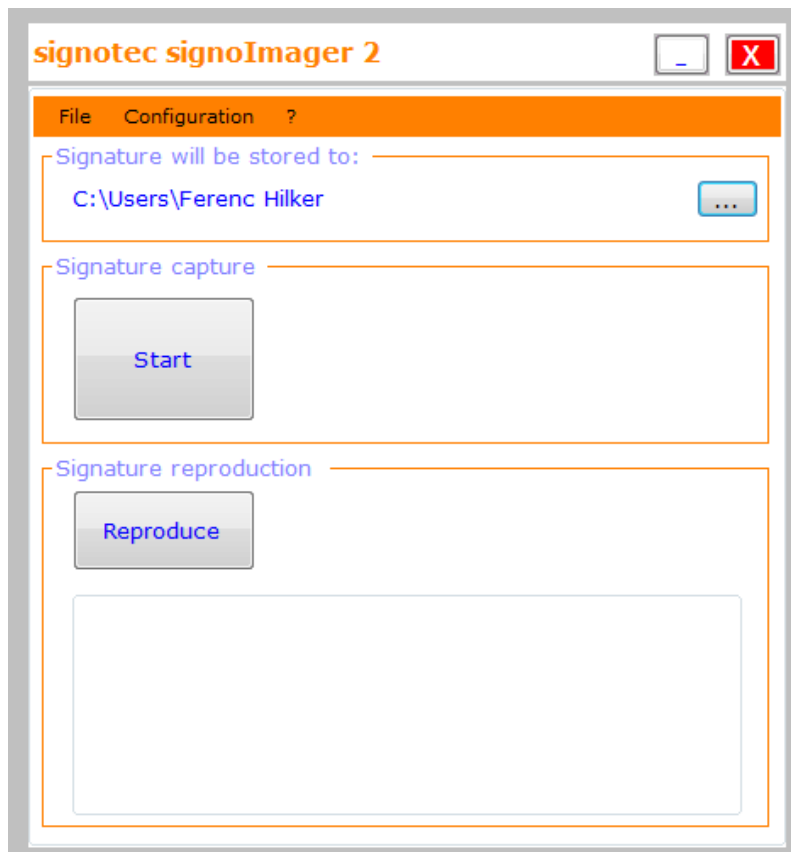 signotec signoImager 2
_ X
File Configuration ?
Signature will be stored to:
C:\Users\Ferenc Hilker ...
Signature capture
Start
Signature reproduction
Reproduce